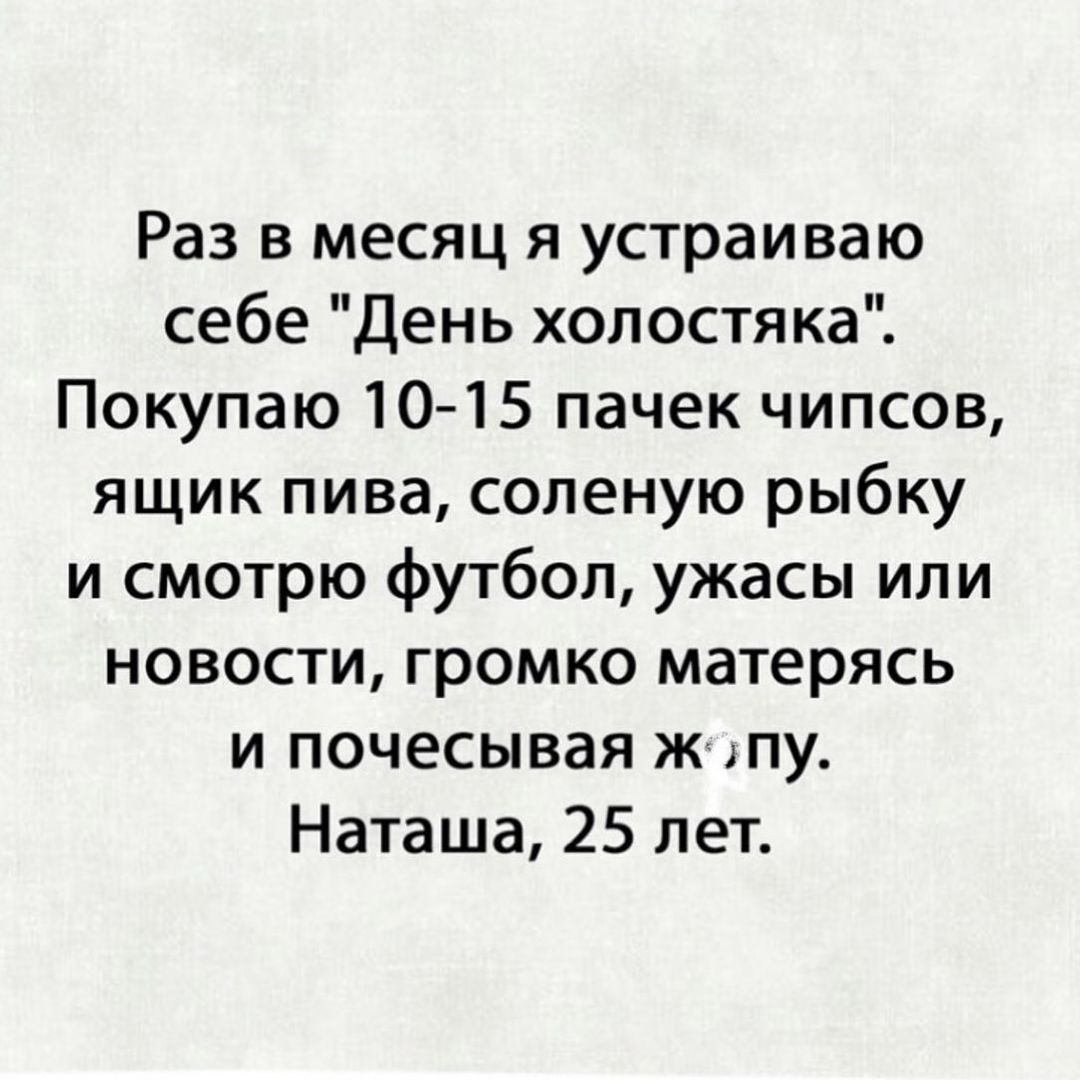 Раз в месяц я устраиваю
себе "День холостяка".
Покупаю 10-15 пачек чипсов,
ящик пива, соленую рыбку
и смотрю футбол, ужасы или
новости, громко матерясь
и почесывая жопу.
Наташа, 25 лет.